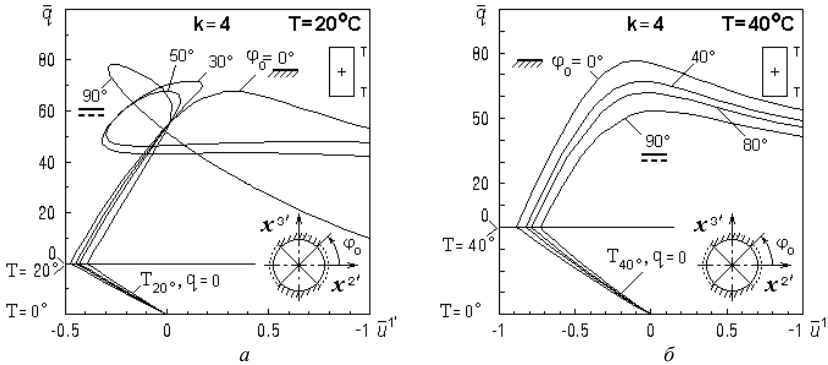 q̅ k=4 T=20°C
80
60
40
20
0
50° 30° φ₀=0°
90°
T
+
T
x³′
φ₀
x²′
T₂₀°, q=0
T=20°
T=0°
-0.5 0 0.5 -1 u̅¹′
а
q̅ k=4 T=40°C
80
50
20
0
φ₀=0° 40°
90° 80°
T
+
T
x³′
φ₀
x²′
T₄₀°, q=0
T=40°
T=0°
-1 -0.5 0 0.5 -1 u̅¹′
б